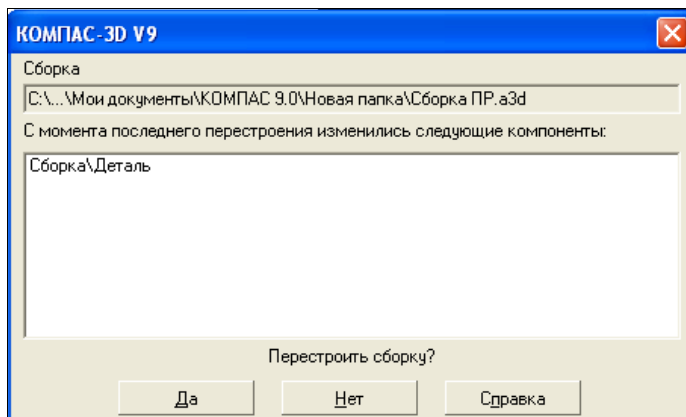 КОМПАС-3D V9
Сборка
C:\...\Мои документы\КОМПАС 9.0\Новая папка\Сборка ПР.a3d
С момента последнего перестроения изменились следующие компоненты:
Сборка\Деталь
Перестроить сборку?
Да Нет Справка